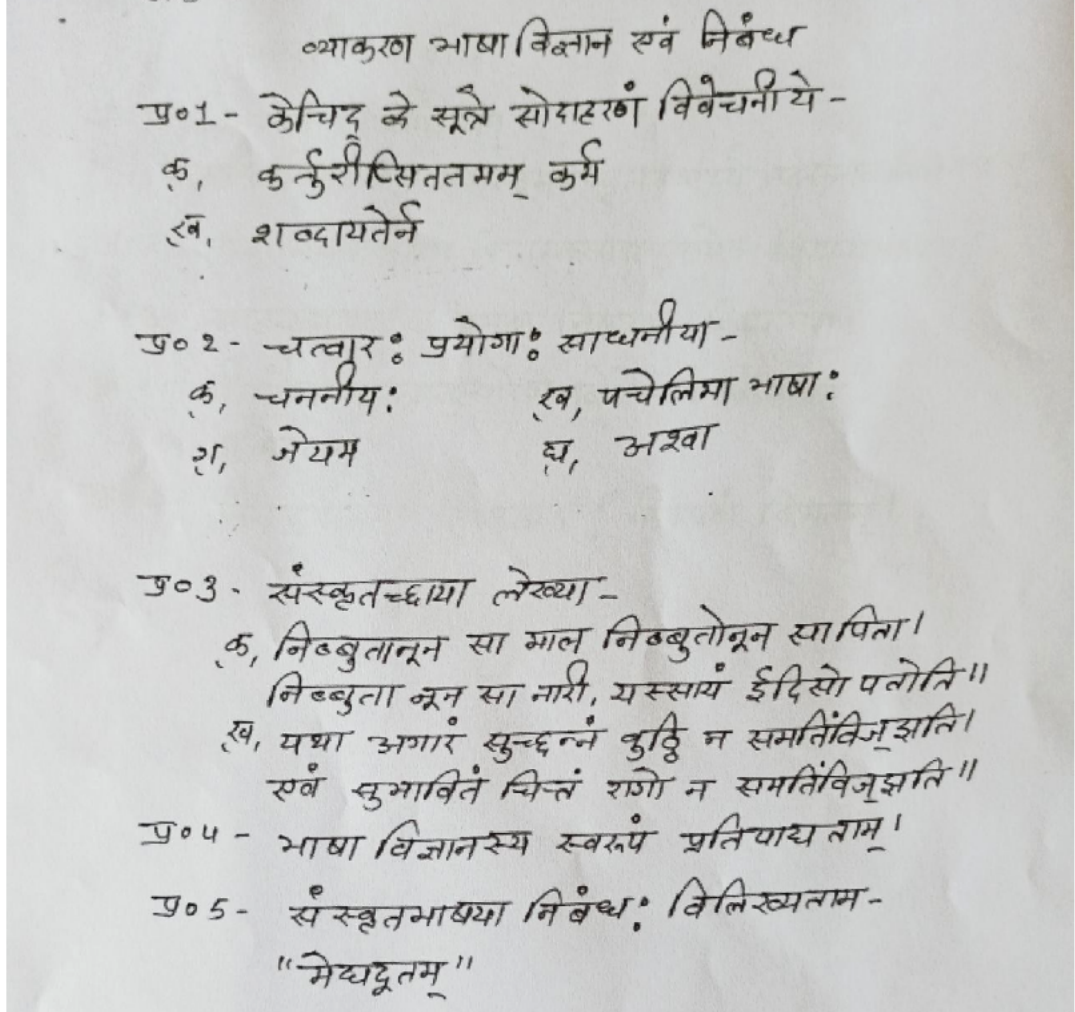 व्याकरण भाषा विज्ञान एवं निबंध
प्र०1- केचिद् के सूत्रे सोदाहरणं विवेचनीये -
क, कर्तुरीप्सिततमम् कर्म
ख, शब्दायतेर्न
प्र० 2 - चत्वार: प्रयोगा: साधनीया -
क, चननीय: ख, पचेलिमा भाषा:
ग, जेयम घ, अश्वा
प्र०3 - संस्कृतच्छाया लेख्या -
क, निब्बुतानून सा माल निब्बुतोनून सा पिता।
निब्बुता नून सा नारी, यस्सायं ईदिसो पतोति॥
ख, यथा अगारं सुच्छन्नं वुठ्ठि न समतिंविज्झति।
एवं सुभावितं चित्तं रागो न समतिंविज्झति॥
प्र०4 - भाषा विज्ञानस्य स्वरूपं प्रतिपाद्यताम्।
प्र०5 - संस्कृतभाषया निबंध: विलिख्यताम -
"मेघदूतम्"